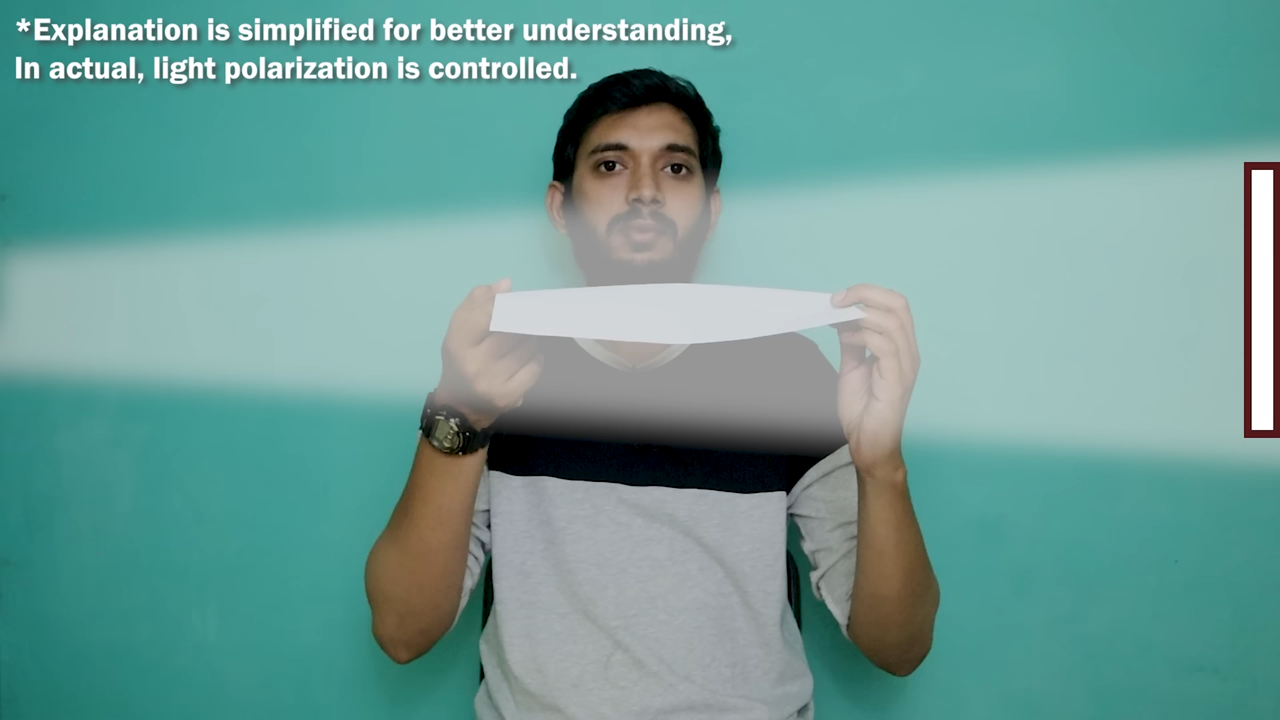 *Explanation is simplified for better understanding,
In actual, light polarization is controlled.